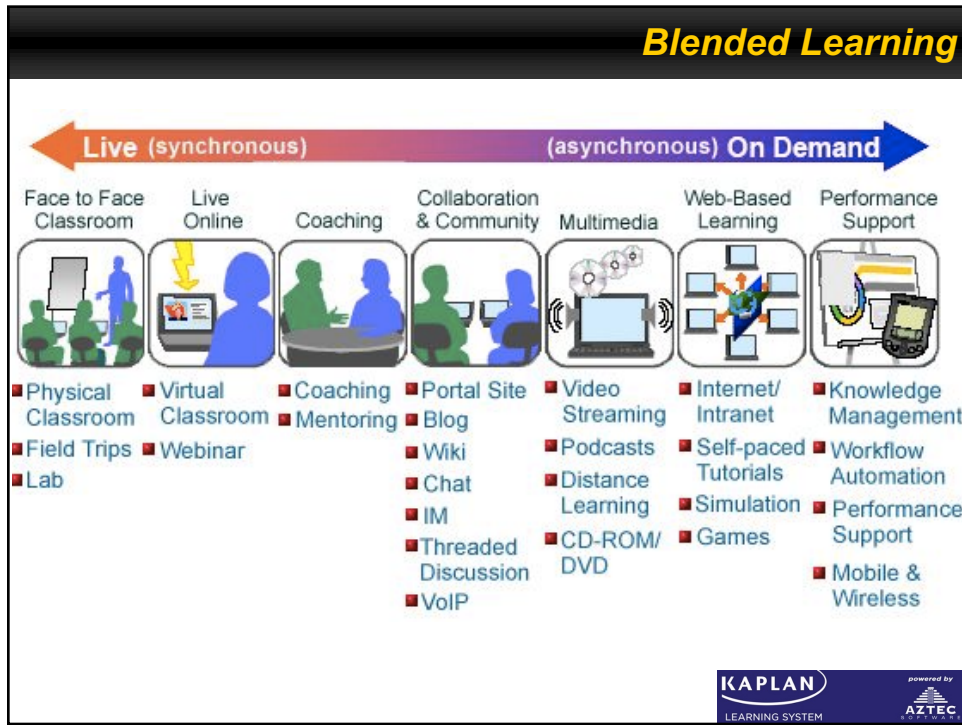 Blended Learning
Live (synchronous) (asynchronous) On Demand
Face to Face
Classroom
Physical
Classroom
Field Trips
Lab
Live
Online
Virtual
Classroom
Webinar
Coaching
Coaching
Mentoring
Collaboration
& Community
Portal Site
Blog
Wiki
Chat
IM
Threaded
Discussion
VoIP
Multimedia
Video
Streaming
Podcasts
Distance
Learning
CD-ROM/
DVD
Web-Based
Learning
Internet/
Intranet
Self-paced
Tutorials
Simulation
Games
Performance
Support
Knowledge
Management
Workflow
Automation
Performance
Support
Mobile &
Wireless
KAPLAN
LEARNING SYSTEM
powered by
AZTEC
SOFTWARE